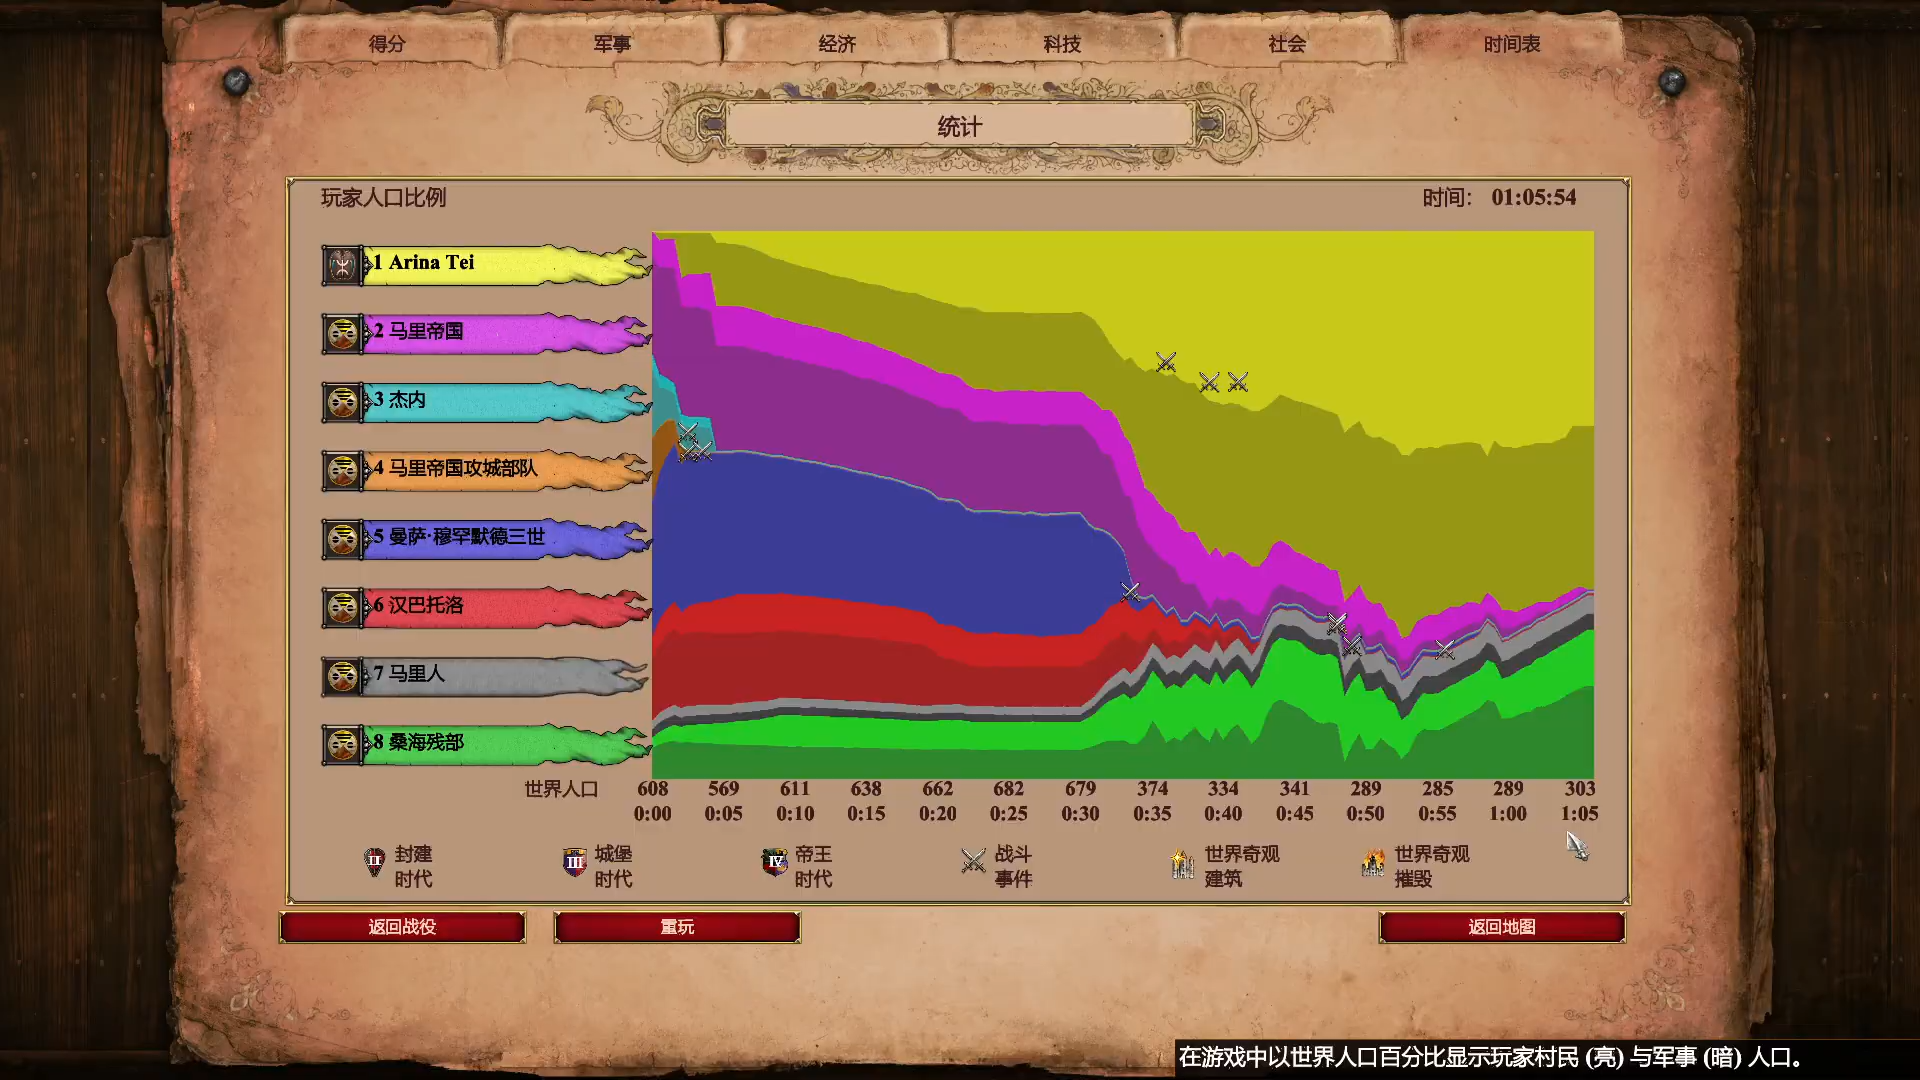 得分 军事 经济 科技 社会 时间表
统计
玩家人口比例 时间: 01:05:54
1 Arina Tei
2 马里帝国
3 杰内
4 马里帝国攻城部队
5 曼萨·穆罕默德三世
6 汉巴托洛
7 马里人
8 桑海残部
世界人口 608 569 611 638 662 682 679 374 334 341 289 285 289 303
0:00 0:05 0:10 0:15 0:20 0:25 0:30 0:35 0:40 0:45 0:50 0:55 1:00 1:05
II 封建时代
III 城堡时代
IV 帝王时代
战斗事件
世界奇观建筑
世界奇观摧毁
返回战役 重玩 返回地图
在游戏中以世界人口百分比显示玩家村民 (亮) 与军事 (暗) 人口。